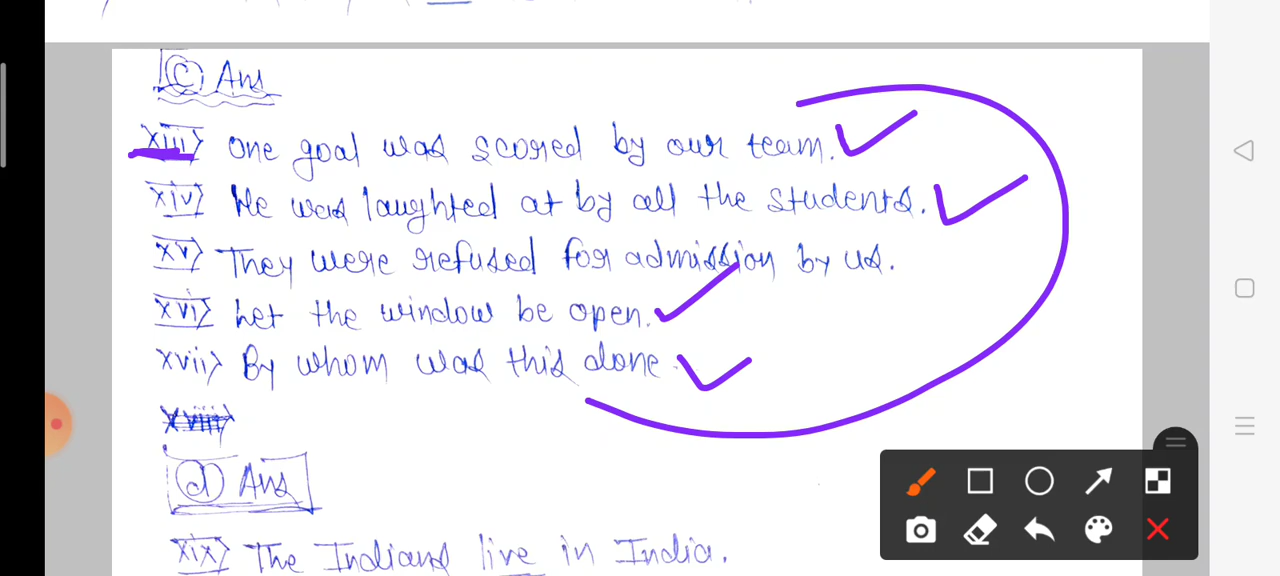 (C) Ans
xiii) One goal was scored by our team.
xiv) He was laughted at by all the students.
xv) They were refused for admission by us.
xvi) Let the window be open.
xvii) By whom was this done.
xviii)
(d) Ans
xix) The Indians live in India.